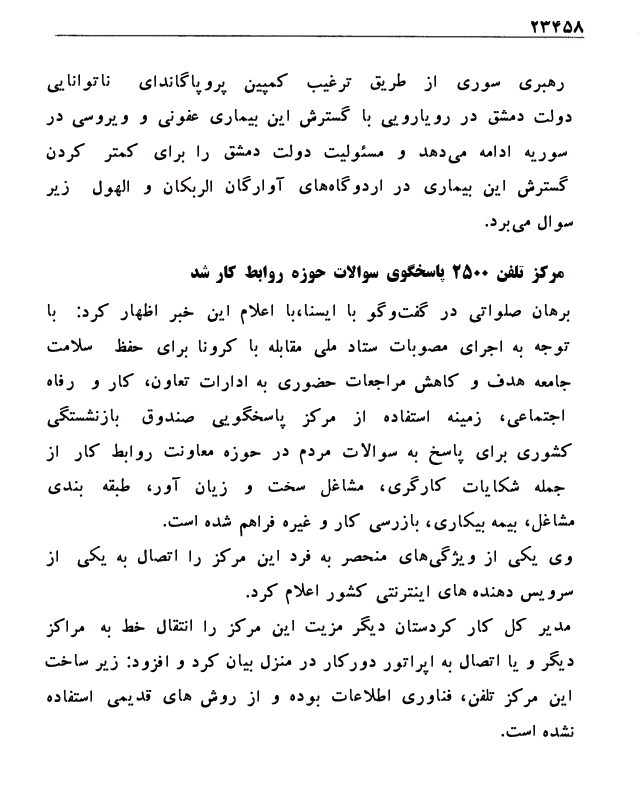 ۲۳۴۵۸
رهبری سوری از طریق ترغیب کمپین پروپاگاندای ناتوانایی
دولت دمشق در رویارویی با گسترش این بیماری عفونی و ویروسی در
سوریه ادامه می‌دهد و مسئولیت دولت دمشق را برای کمتر کردن
گسترش این بیماری در اردوگاه‌های آوارگان الربکان و الهول زیر
سوال می‌برد.
مرکز تلفن ۲۵۰۰ پاسخگوی سوالات حوزه روابط کار شد
برهان صلواتی در گفت‌وگو با ایسنا،با اعلام این خبر اظهار کرد: با
توجه به اجرای مصوبات ستاد ملی مقابله با کرونا برای حفظ سلامت
جامعه هدف و کاهش مراجعات حضوری به ادارات تعاون، کار و رفاه
اجتماعی، زمینه استفاده از مرکز پاسخگویی صندوق بازنشستگی
کشوری برای پاسخ به سوالات مردم در حوزه معاونت روابط کار از
جمله شکایات کارگری، مشاغل سخت و زیان آور، طبقه بندی
مشاغل، بیمه بیکاری، بازرسی کار و غیره فراهم شده است.
وی یکی از ویژگی‌های منحصر به فرد این مرکز را اتصال به یکی از
سرویس دهنده های اینترنتی کشور اعلام کرد.
مدیر کل کار کردستان دیگر مزیت این مرکز را انتقال خط به مراکز
دیگر و یا اتصال به اپراتور دورکار در منزل بیان کرد و افزود: زیر ساخت
این مرکز تلفن، فناوری اطلاعات بوده و از روش های قدیمی استفاده
نشده است.